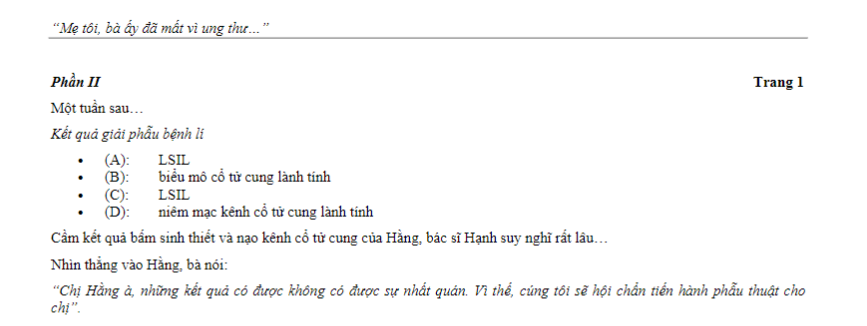 “Mẹ tôi, bà ấy đã mất vì ung thư…”
Phần II Trang 1
Một tuần sau…
Kết quả giải phẫu bệnh lí
• (A): LSIL
• (B): biểu mô cổ tử cung lành tính
• (C): LSIL
• (D): niêm mạc kênh cổ tử cung lành tính
Cầm kết quả bấm sinh thiết và nạo kênh cổ tử cung của Hằng, bác sĩ Hạnh suy nghĩ rất lâu…
Nhìn thẳng vào Hằng, bà nói:
“Chị Hằng à, những kết quả có được không có được sự nhất quán. Vì thế, cùng tôi sẽ hội chẩn tiến hành phẫu thuật cho
chị”.